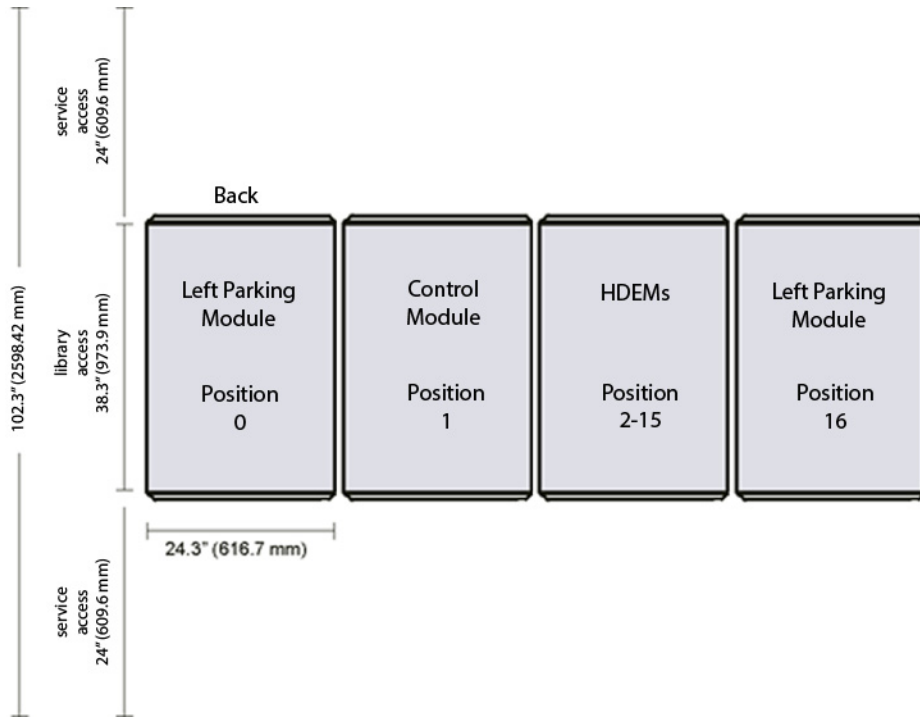 service
access
24" (609.6 mm)
Back
102.3" (2598.42 mm)
library
access
38.3" (973.9 mm)
Left Parking
Module
Position
0
Control
Module
Position
1
HDEMs
Position
2-15
Left Parking
Module
Position
16
24.3" (616.7 mm)
service
access
24" (609.6 mm)